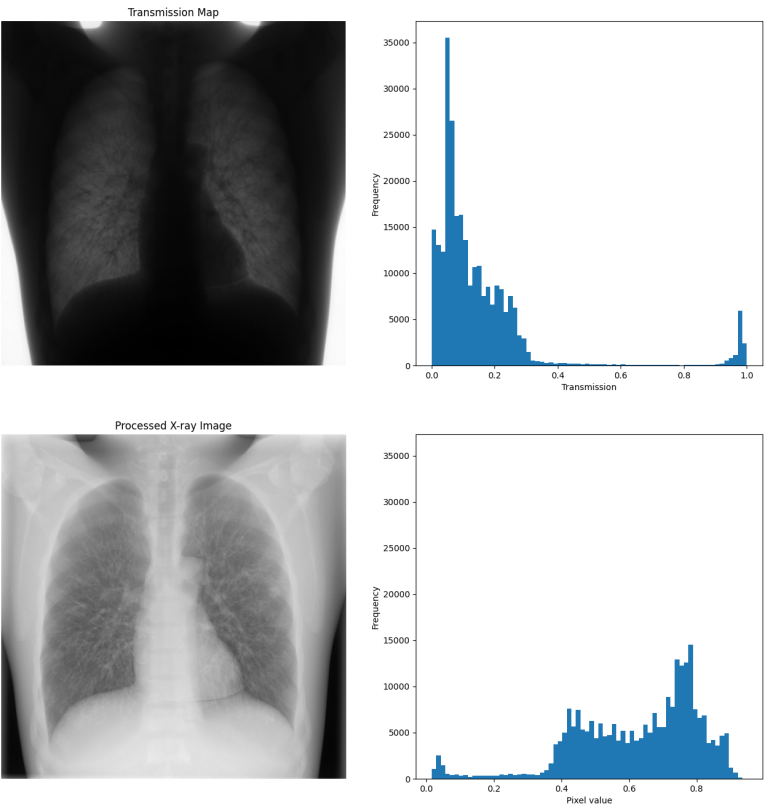 Transmission Map
35000
30000
25000
20000
15000
10000
5000
0
Frequency
0.0 0.2 0.4 0.6 0.8 1.0
Transmission
Processed X-ray Image
35000
30000
25000
20000
15000
10000
5000
0
Frequency
0.0 0.2 0.4 0.6 0.8
Pixel value